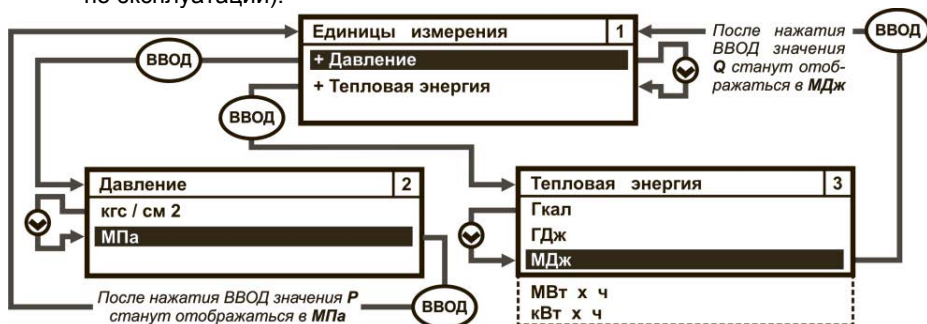 по эксплуатации).
Единицы измерения 1
+ Давление
+ Тепловая энергия
ВВОД
ВВОД
После нажатия
ВВОД значения
Q станут отоб-
ражаться в МДж
ВВОД
Давление 2
кгс / см 2
МПа
После нажатия ВВОД значения Р
станут отображаться в МПа
ВВОД
Тепловая энергия 3
Гкал
ГДж
МДж
МВт х ч
кВт х ч